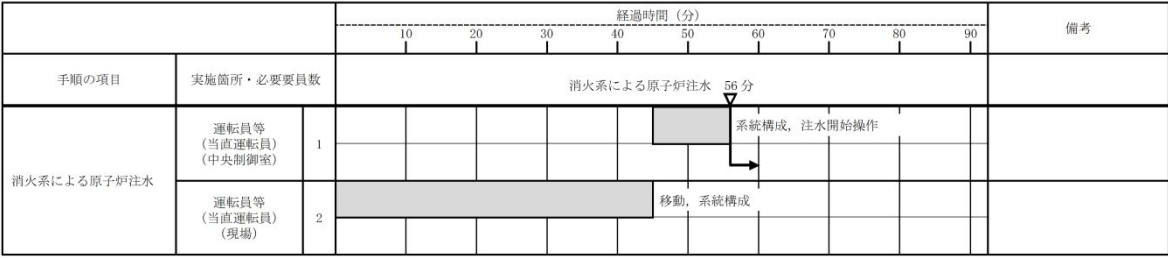 経過時間（分）
10 20 30 40 50 60 70 80 90
備考
手順の項目
実施箇所・必要要員数
消火系による原子炉注水 56分
消火系による原子炉注水
運転員等
（当直運転員）
（中央制御室）
1
系統構成，注水開始操作
運転員等
（当直運転員）
（現場）
2
移動，系統構成